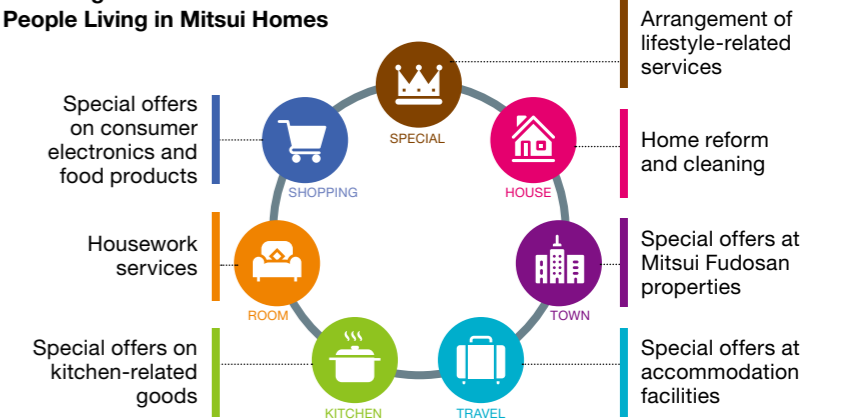 People Living in Mitsui Homes
Arrangement of
lifestyle-related
services
SPECIAL
Special offers
on consumer
electronics and
food products
SHOPPING
Home reform
and cleaning
HOUSE
Housework
services
ROOM
Special offers at
Mitsui Fudosan
properties
TOWN
Special offers on
kitchen-related
goods
KITCHEN
Special offers at
accommodation
facilities
TRAVEL